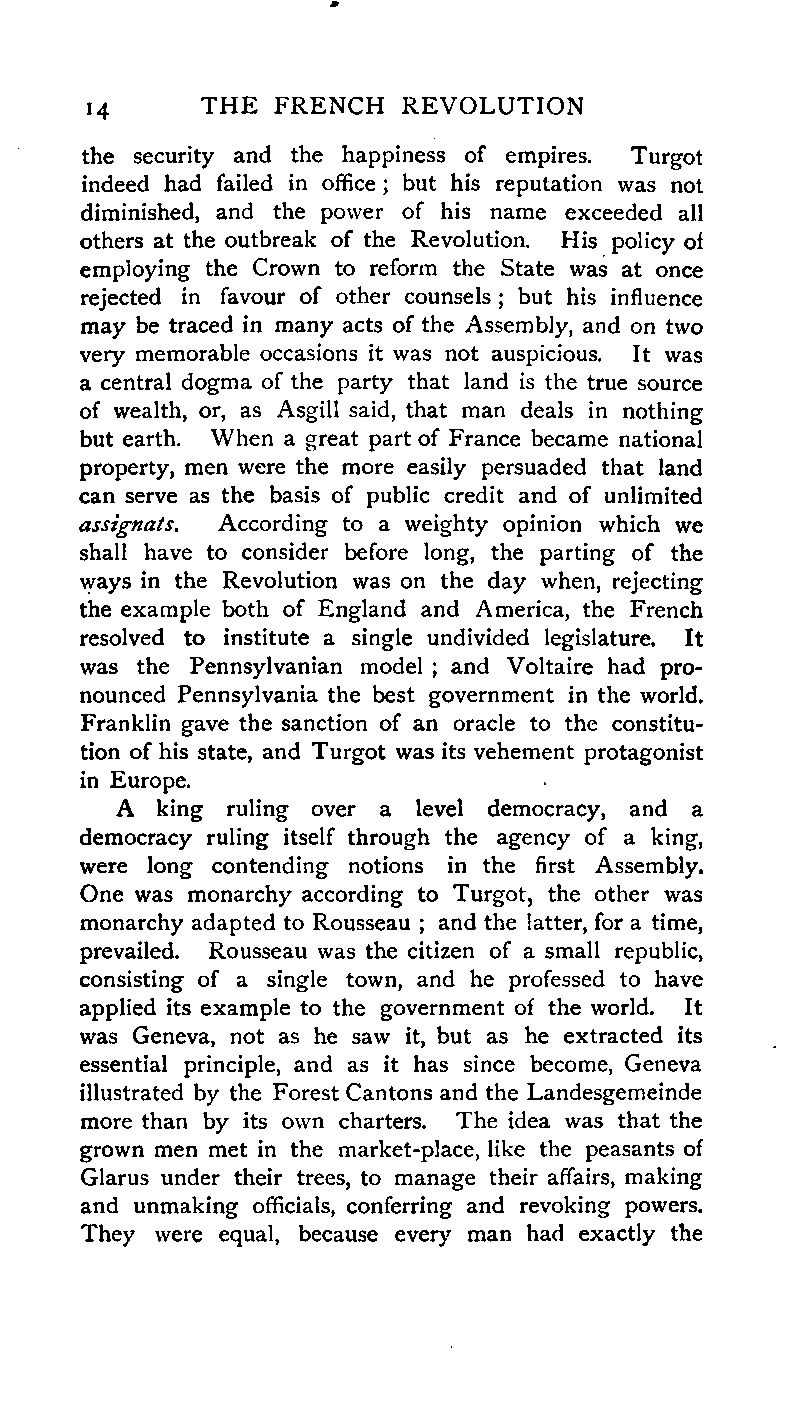 14 THE FRENCH REVOLUTION
the security and the happiness of empires. Turgot
indeed had failed in office ; but his reputation was not
diminished, and the power of his name exceeded all
others at the outbreak of the Revolution. His policy of
employing the Crown to reform the State was at once
rejected in favour of other counsels ; but his influence
may be traced in many acts of the Assembly, and on two
very memorable occasions it was not auspicious. It was
a central dogma of the party that land is the true source
of wealth, or, as Asgill said, that man deals in nothing
but earth. When a great part of France became national
property, men were the more easily persuaded that land
can serve as the basis of public credit and of unlimited
assignats. According to a weighty opinion which we
shall have to consider before long, the parting of the
ways in the Revolution was on the day when, rejecting
the example both of England and America, the French
resolved to institute a single undivided legislature. It
was the Pennsylvanian model ; and Voltaire had pro-
nounced Pennsylvania the best government in the world.
Franklin gave the sanction of an oracle to the constitu-
tion of his state, and Turgot was its vehement protagonist
in Europe.
A king ruling over a level democracy, and a
democracy ruling itself through the agency of a king,
were long contending notions in the first Assembly.
One was monarchy according to Turgot, the other was
monarchy adapted to Rousseau ; and the latter, for a time,
prevailed. Rousseau was the citizen of a small republic,
consisting of a single town, and he professed to have
applied its example to the government of the world. It
was Geneva, not as he saw it, but as he extracted its
essential principle, and as it has since become, Geneva
illustrated by the Forest Cantons and the Landesgemeinde
more than by its own charters. The idea was that the
grown men met in the market-place, like the peasants of
Glarus under their trees, to manage their affairs, making
and unmaking officials, conferring and revoking powers.
They were equal, because every man had exactly the